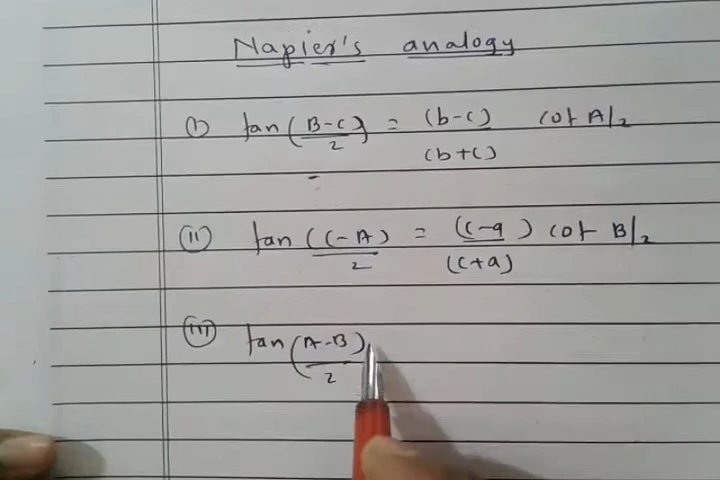 Napier's analogy
(i) tan (B-C)/2 = (b-c)/(b+c) cot A/2
(ii) tan (C-A)/2 = (c-a)/(c+a) cot B/2
(iii) tan (A-B)/2